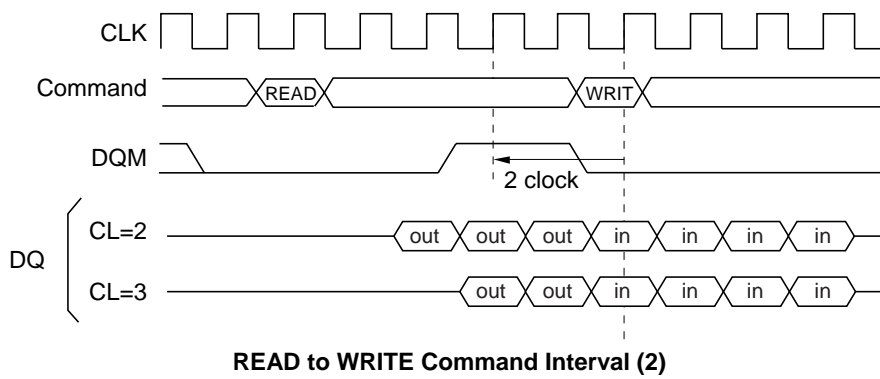 CLK
Command
READ
WRIT
DQM
2 clock
DQ
CL=2
out out out in in in in
CL=3
out out in in in in
READ to WRITE Command Interval (2)